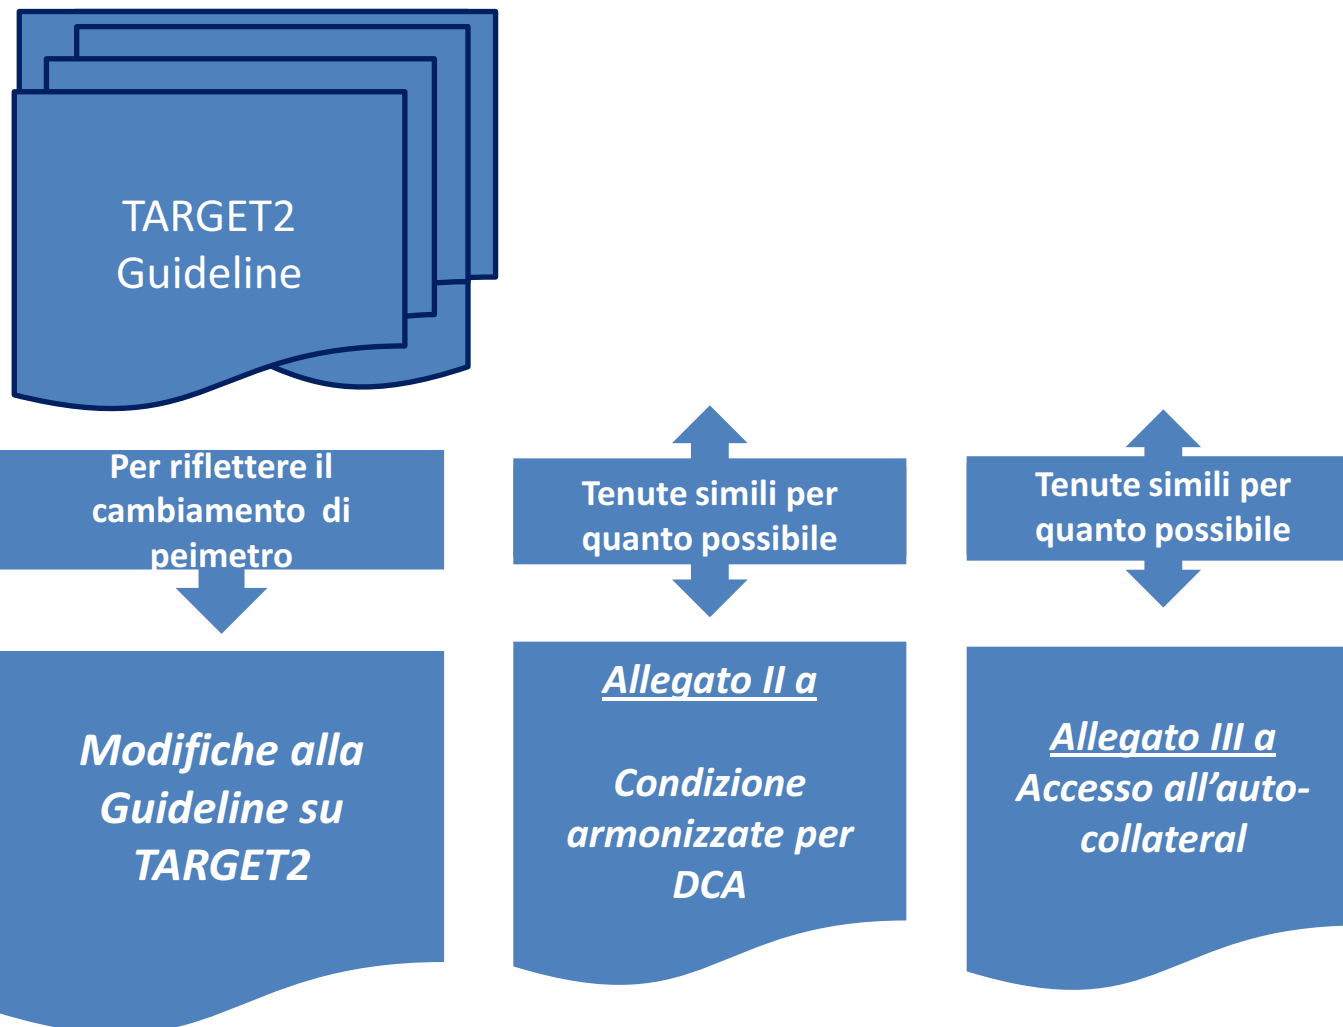 TARGET2
Guideline
Per riflettere il
cambiamento di
peimetro
Tenute simili per
quanto possibile
Tenute simili per
quanto possibile
Modifiche alla
Guideline su
TARGET2
Allegato II a
Condizione
armonizzate per
DCA
Allegato III a
Accesso all’auto-
collateral